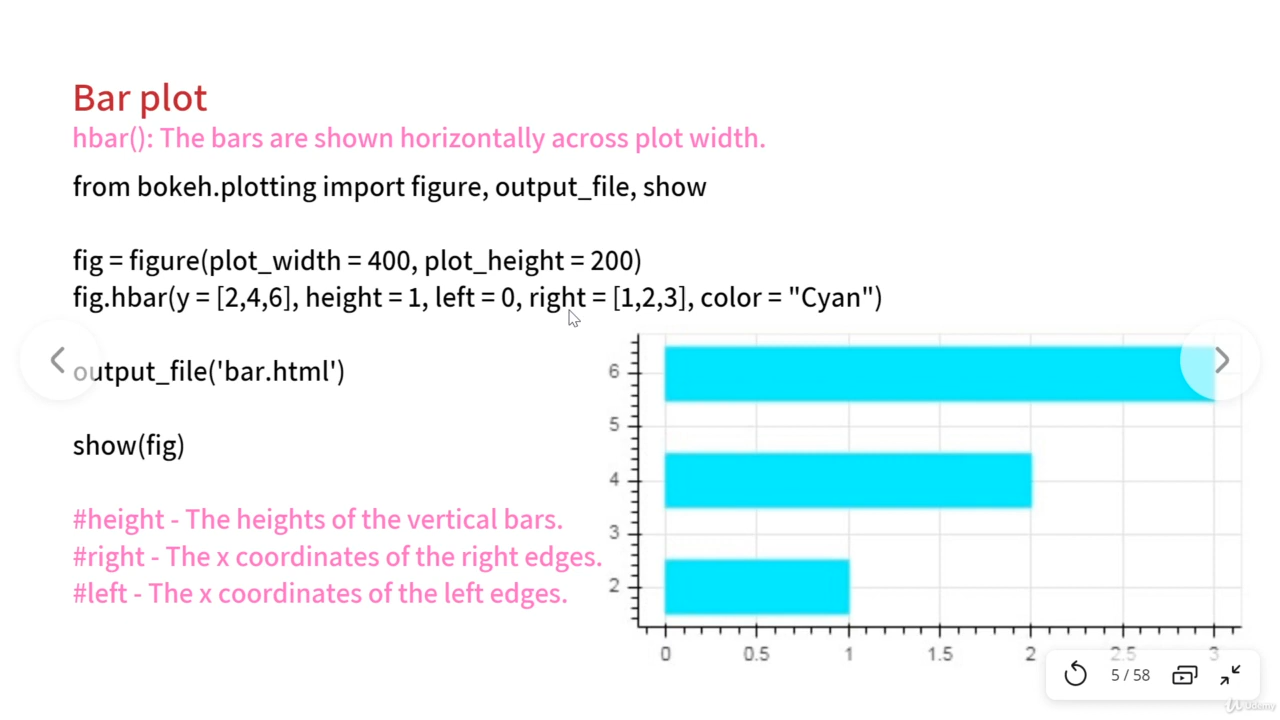 Bar plot
hbar(): The bars are shown horizontally across plot width.
from bokeh.plotting import figure, output_file, show
fig = figure(plot_width = 400, plot_height = 200)
fig.hbar(y = [2,4,6], height = 1, left = 0, right = [1,2,3], color = "Cyan")
output_file('bar.html')
show(fig)
#height - The heights of the vertical bars.
#right - The x coordinates of the right edges.
#left - The x coordinates of the left edges.
6
5
4
3
2
0 0.5 1 1.5 2 2.5 3
5 / 58
Udemy